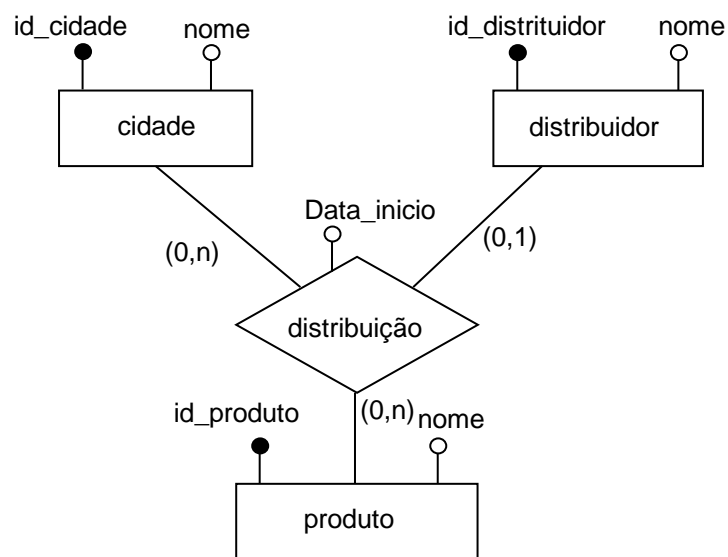 id_cidade
nome
id_distrituidor
nome
cidade
distribuidor
Data_inicio
(0,n)
(0,1)
distribuição
(0,n)
nome
id_produto
produto